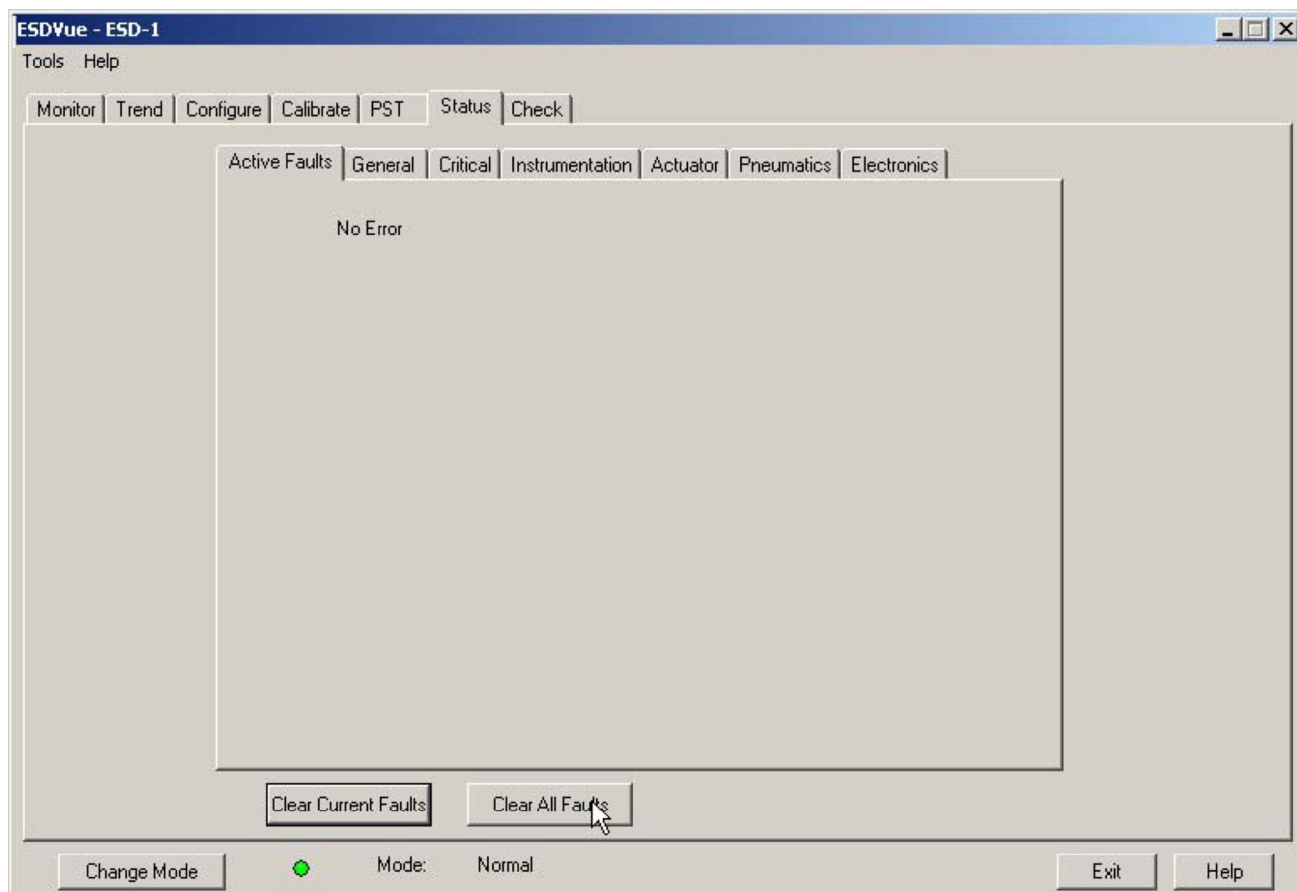 ESDVue - ESD-1
Tools Help
Monitor Trend Configure Calibrate PST Status Check
Active Faults General Critical Instrumentation Actuator Pneumatics Electronics
No Error
Clear Current Faults Clear All Faults
Change Mode Mode: Normal Exit Help